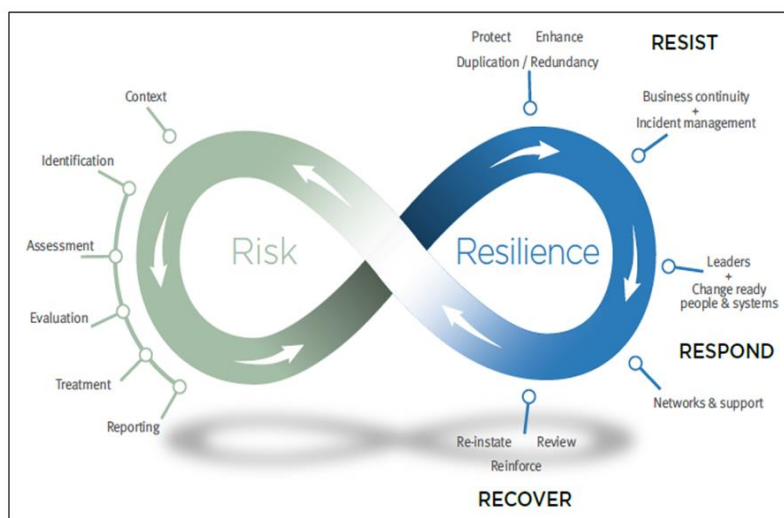 Context
Identification
Assessment
Evaluation
Treatment
Reporting
Risk
Protect Enhance
Duplication / Redundancy
RESIST
Business continuity
+
Incident management
Resilience
Leaders
+
Change ready
people & systems
RESPOND
Networks & support
Re-instate Review
Reinforce
RECOVER